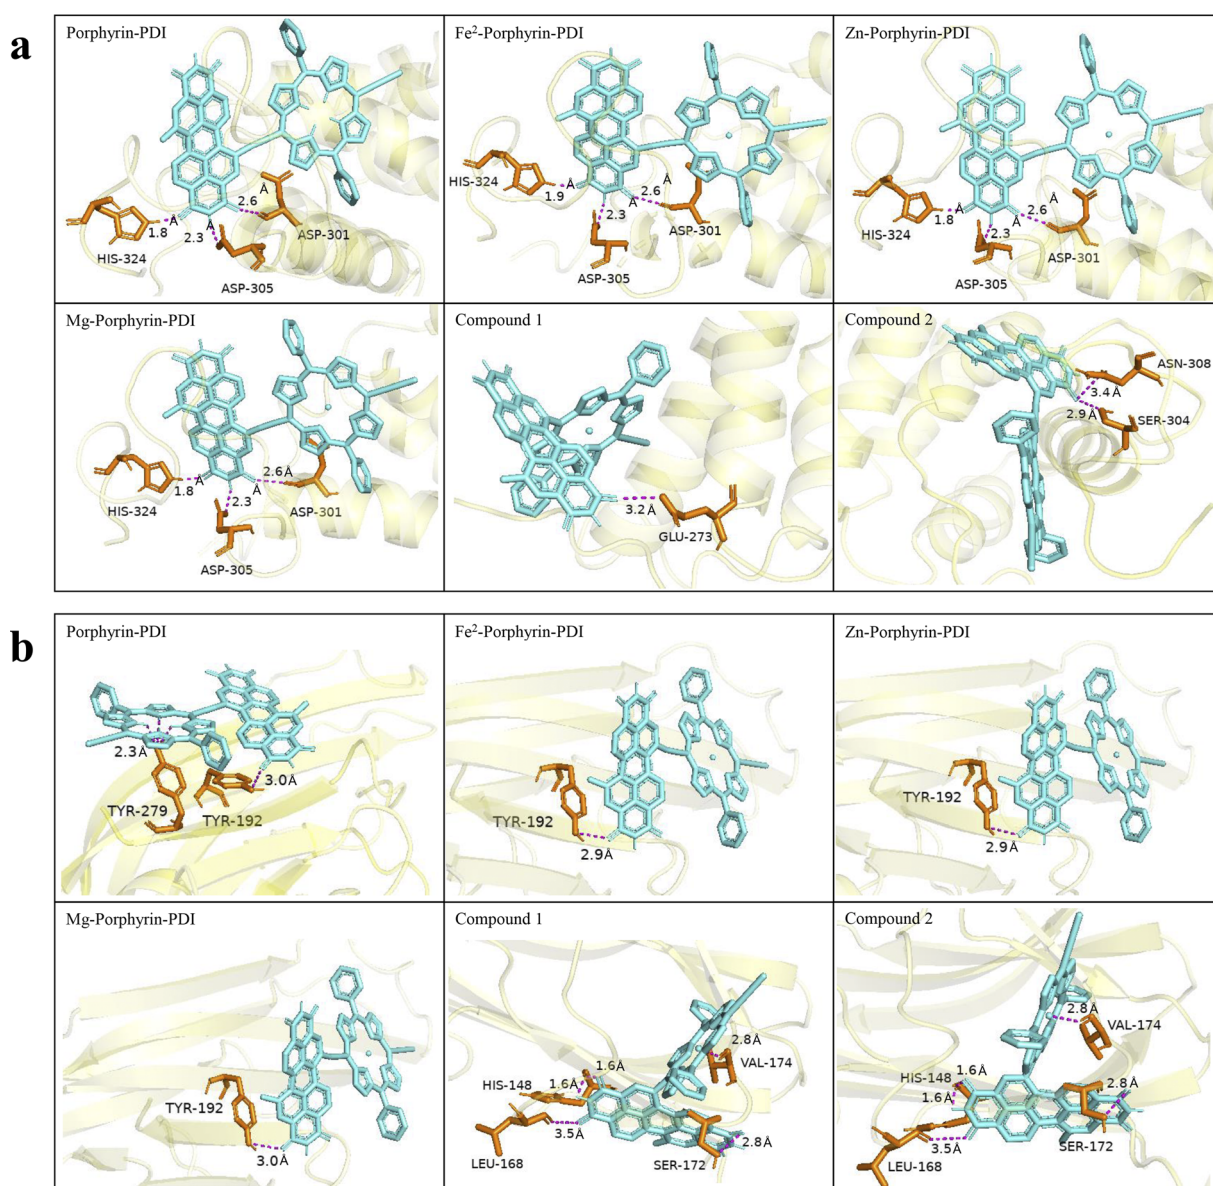 a
Porphyrin-PDI
Å
2.6
HIS-324
1.8
Å
2.3
Å
ASP-301
ASP-305
Fe²-Porphyrin-PDI
HIS-324
1.9
Å
2.6
Å
Å
2.3
ASP-301
ASP-305
Zn-Porphyrin-PDI
HIS-324
1.8
Å
2.6
Å
Å
2.3
ASP-301
ASP-305
Mg-Porphyrin-PDI
HIS-324
1.8
Å
2.3
Å
2.6Å
ASP-301
ASP-305
Compound 1
3.2Å
GLU-273
Compound 2
ASN-308
3.4Å
2.9Å
SER-304
b
Porphyrin-PDI
2.3Å
3.0Å
TYR-279
TYR-192
Fe²-Porphyrin-PDI
TYR-192
2.9Å
Zn-Porphyrin-PDI
TYR-192
2.9Å
Mg-Porphyrin-PDI
TYR-192
3.0Å
Compound 1
2.8Å
VAL-174
1.6Å
HIS-148
1.6Å
3.5Å
2.8Å
LEU-168
SER-172
Compound 2
2.8Å
VAL-174
1.6Å
HIS-148
1.6Å
2.8Å
3.5Å
SER-172
LEU-168